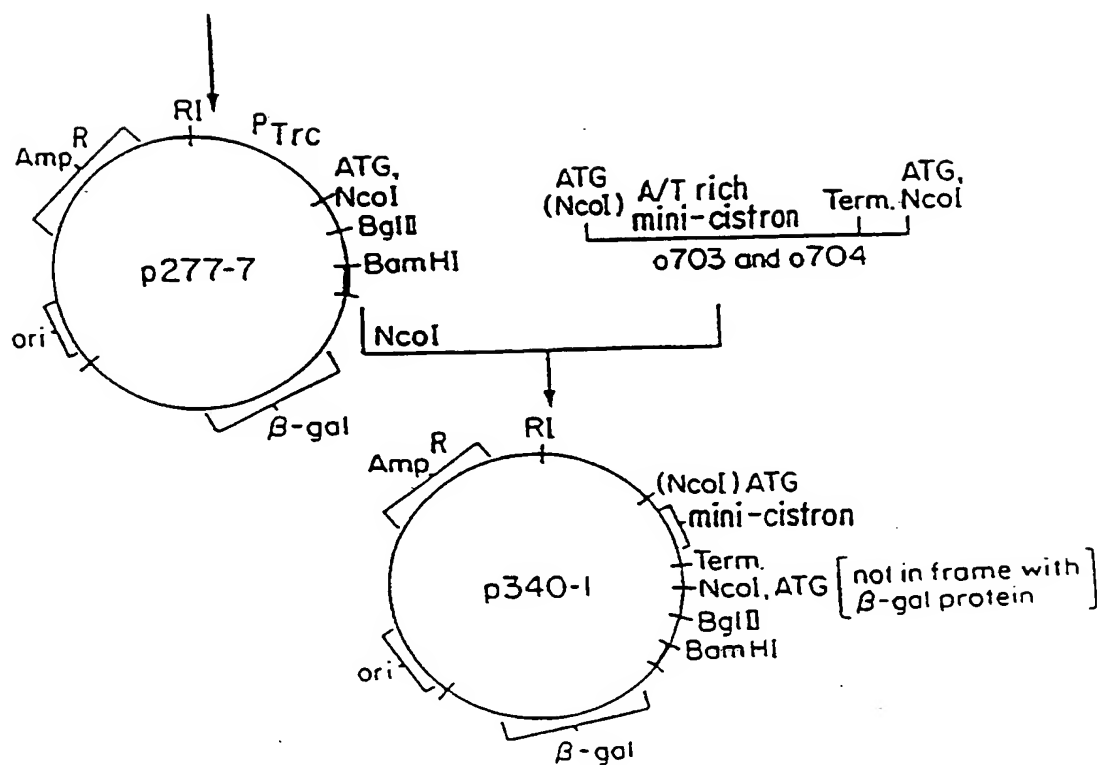 RI
PTrc
Amp R
ATG,
NcoI
BglII
BamHI
p277-7
ori
β-gal
ATG
(NcoI)
A/T rich
mini-cistron
Term.
ATG,
NcoI
o703 and o704
NcoI
RI
Amp R
(NcoI) ATG
mini-cistron
Term.
NcoI, ATG [not in frame with
β-gal protein]
BglII
BamHI
p340-1
ori
β-gal